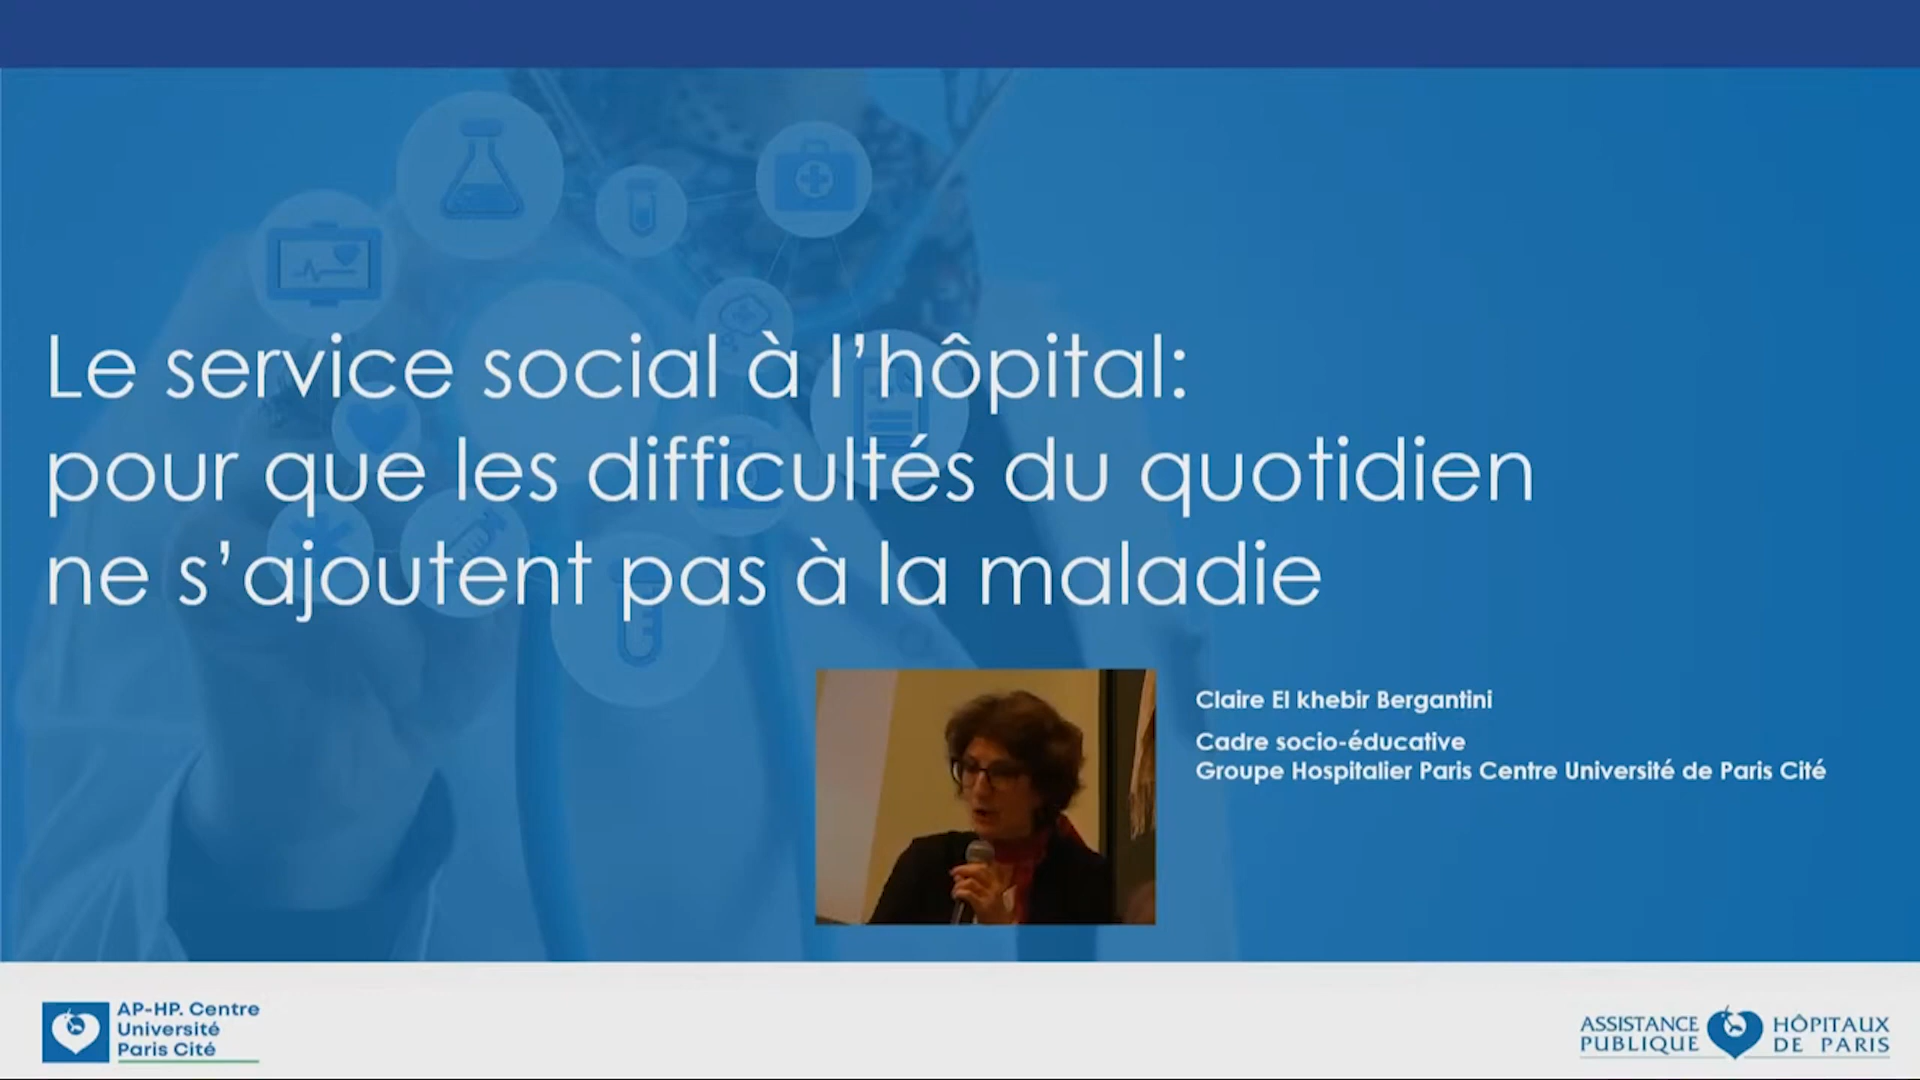 Le service social à l’hôpital:
pour que les difficultés du quotidien
ne s’ajoutent pas à la maladie
Claire El khebir Bergantini
Cadre socio-éducative
Groupe Hospitalier Paris Centre Université de Paris Cité
AP-HP. Centre
Université
Paris Cité
ASSISTANCE PUBLIQUE
HÔPITAUX DE PARIS